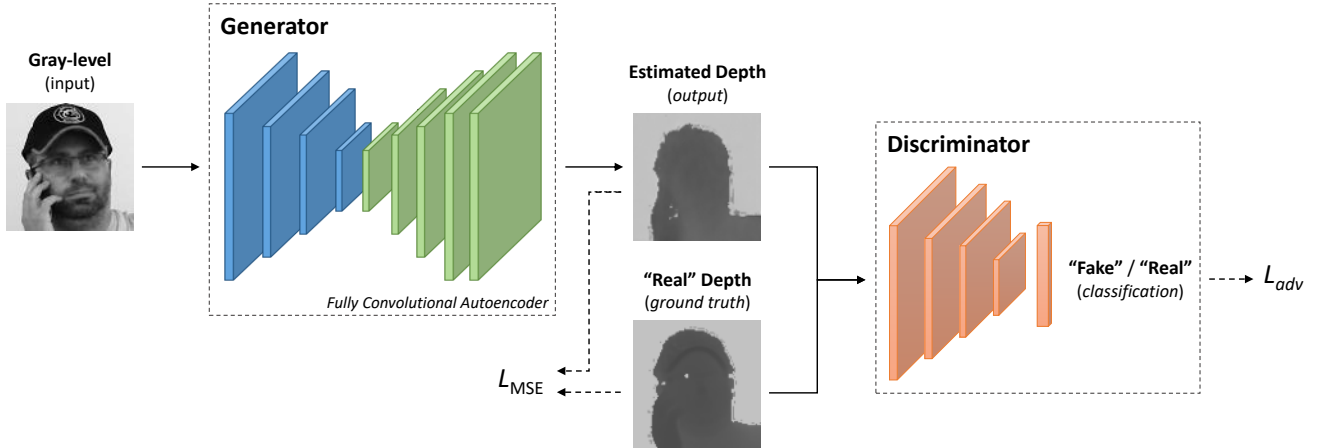 Generator
Gray-level
(input)
Fully Convolutional Autoencoder
Estimated Depth
(output)
"Real" Depth
(ground truth)
L_MSE
Discriminator
“Fake” / “Real”
(classification)
L_adv